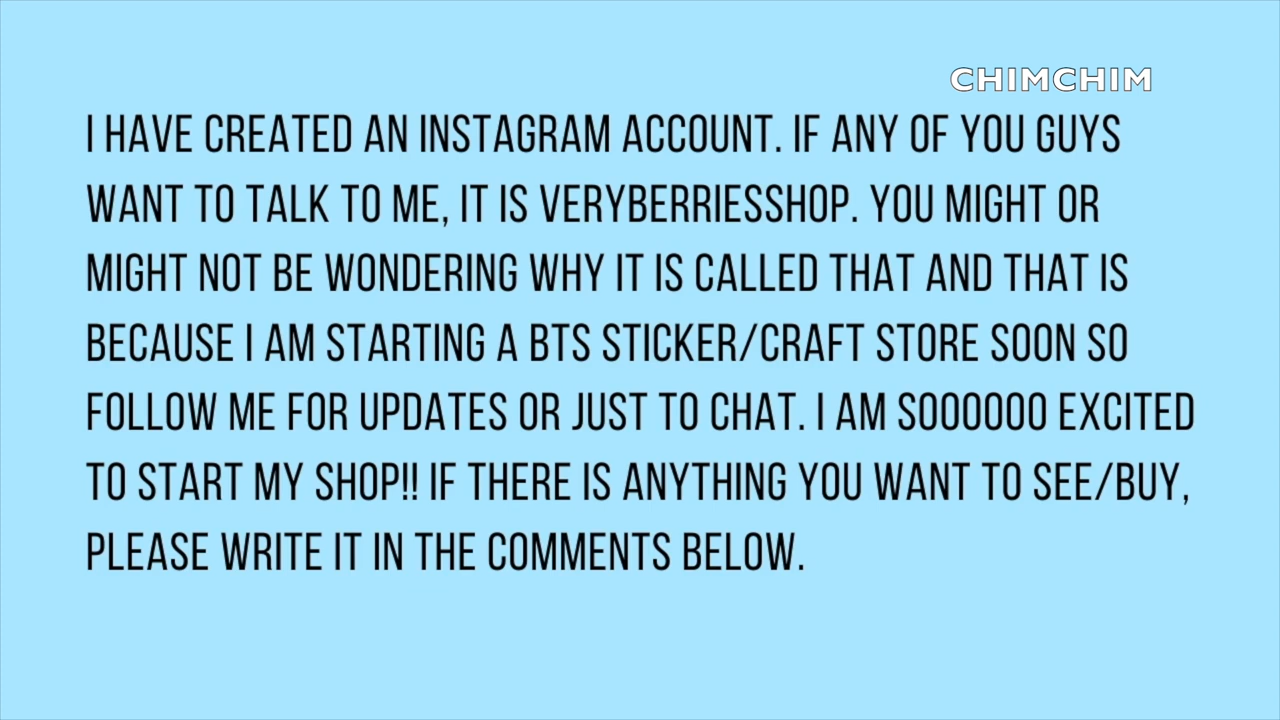 CHIMCHIM
I HAVE CREATED AN INSTAGRAM ACCOUNT. IF ANY OF YOU GUYS
WANT TO TALK TO ME, IT IS VERYBERRIESSHOP. YOU MIGHT OR
MIGHT NOT BE WONDERING WHY IT IS CALLED THAT AND THAT IS
BECAUSE I AM STARTING A BTS STICKER/CRAFT STORE SOON SO
FOLLOW ME FOR UPDATES OR JUST TO CHAT. I AM SOOOOOO EXCITED
TO START MY SHOP!! IF THERE IS ANYTHING YOU WANT TO SEE/BUY,
PLEASE WRITE IT IN THE COMMENTS BELOW.